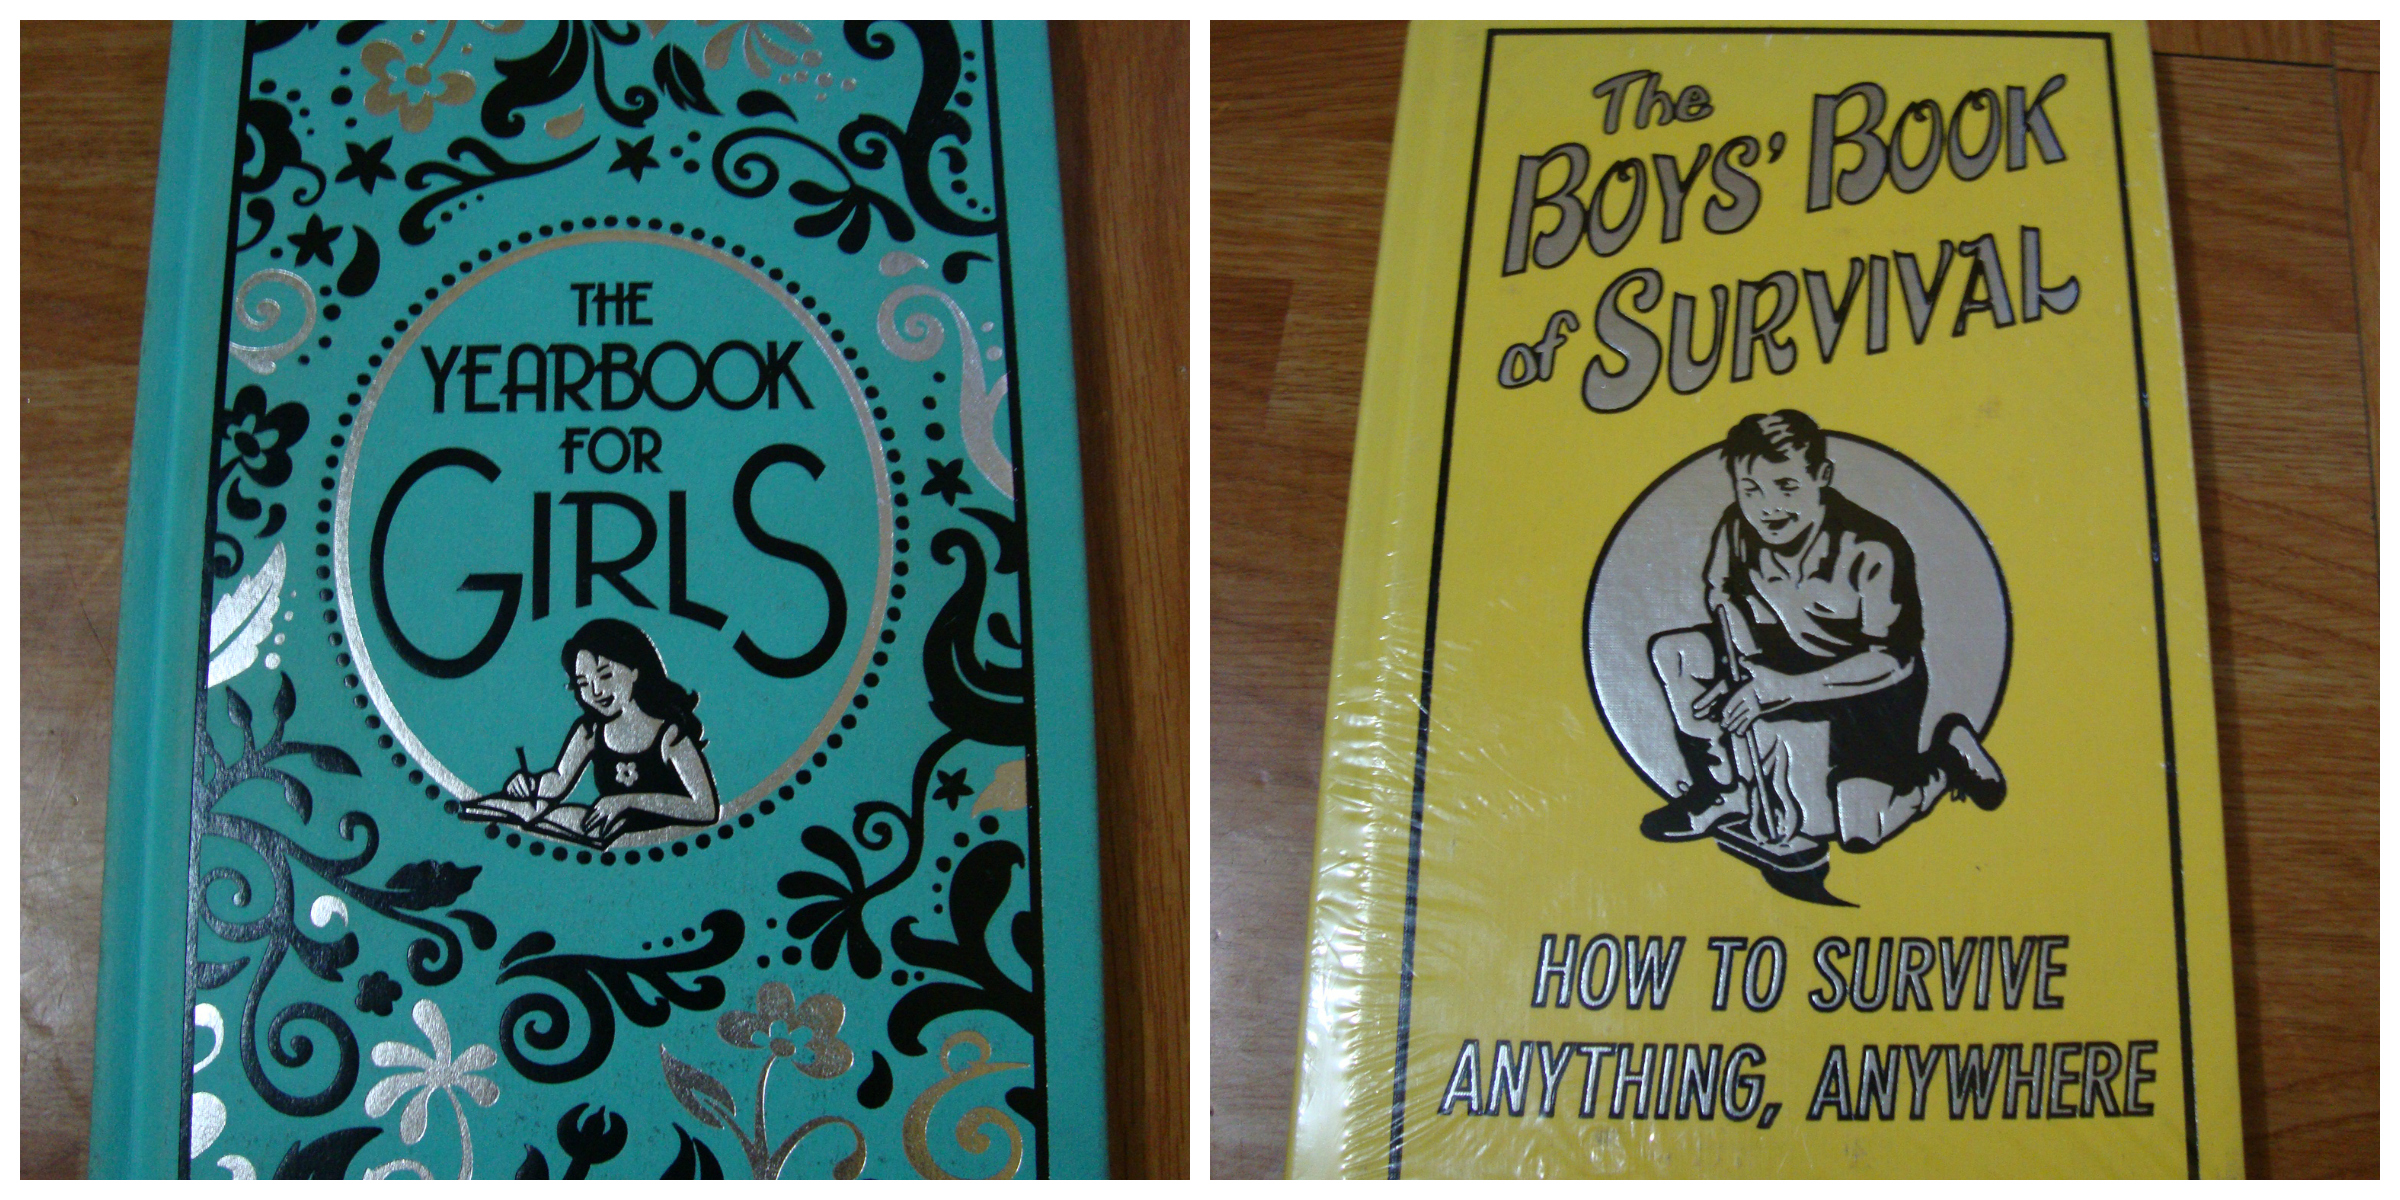 THE
YEARBOOK
FOR
GIRLS
The
BOYS' BOOK
of SURVIVAL
HOW TO SURVIVE
ANYTHING, ANYWHERE